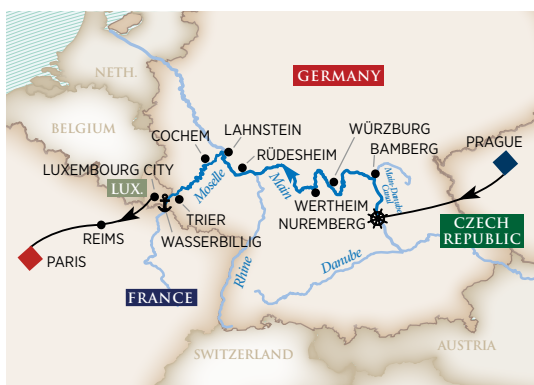 NETH.
GERMANY
BELGIUM
COCHEM
LAHNSTEIN
WÜRZBURG
PRAGUE
RÜDESHEIM
BAMBERG
LUXEMBOURG CITY
Moselle
Main
Main-Danube
Canal
LUX.
TRIER
WERTHEIM
NUREMBERG
REIMS
WASSERBILLIG
CZECH
REPUBLIC
PARIS
Rhine
Danube
FRANCE
SWITZERLAND
AUSTRIA